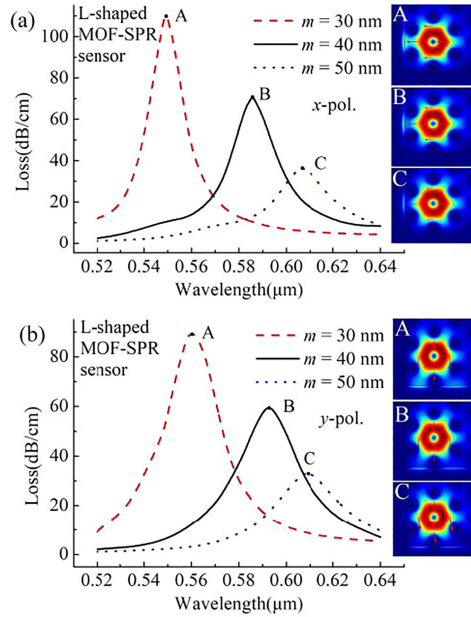 (a)
L-shaped
MOF-SPR
sensor
A
m = 30 nm
m = 40 nm
m = 50 nm
B
x-pol.
C
Loss(dB/cm)
100
80
60
40
20
0
0.52 0.54 0.56 0.58 0.60 0.62 0.64
Wavelength(μm)
A
B
C
(b)
L-shaped
MOF-SPR
sensor
A
m = 30 nm
m = 40 nm
m = 50 nm
B
y-pol.
C
Loss(dB/cm)
80
60
40
20
0
0.52 0.54 0.56 0.58 0.60 0.62 0.64
Wavelength(μm)
A
B
C